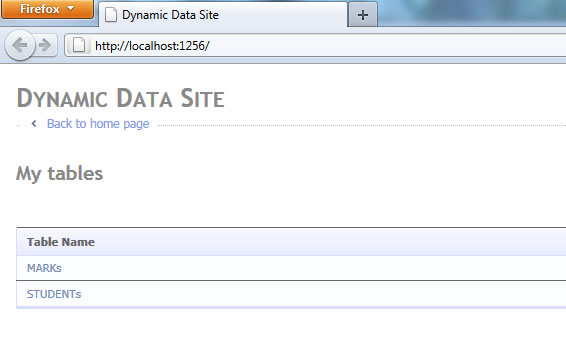 Firefox
Dynamic Data Site
http://localhost:1256/
DYNAMIC DATA SITE
Back to home page
My tables
Table Name
MARKs
STUDENTs